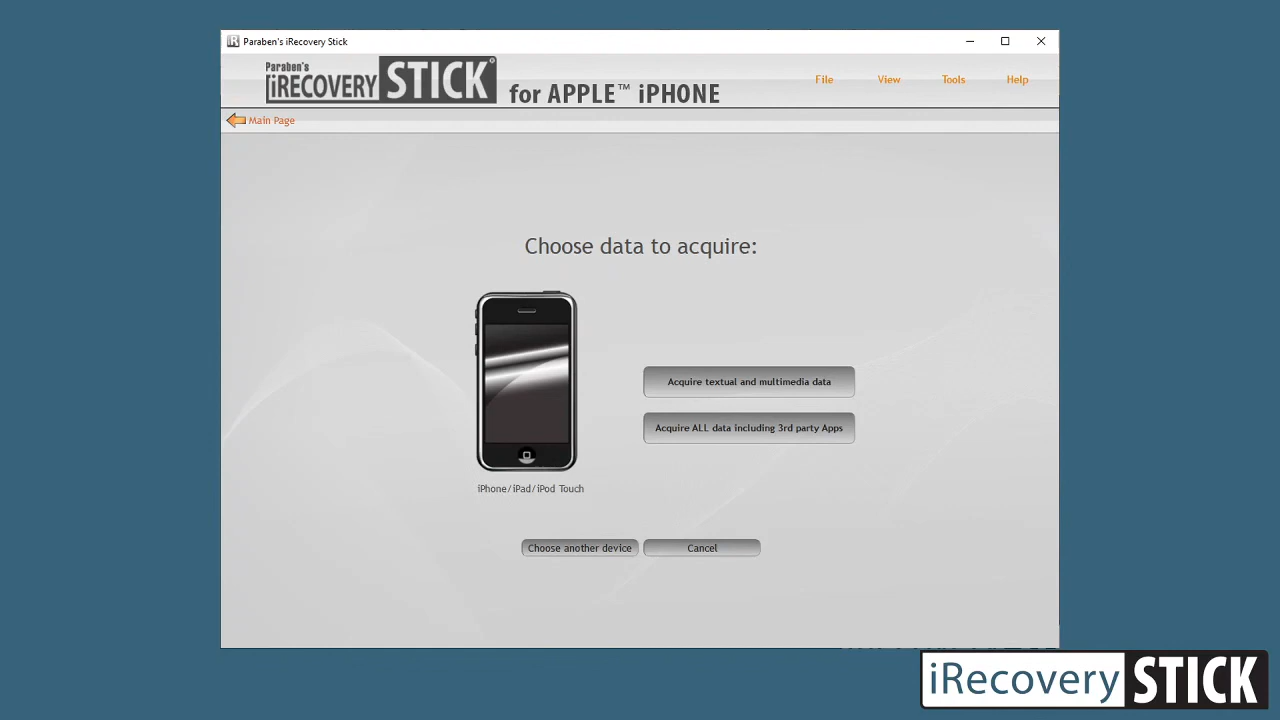 Paraben's iRecovery Stick
Paraben's
iRECOVERY STICK®
for APPLE™ iPHONE
File View Tools Help
Main Page
Choose data to acquire:
Acquire textual and multimedia data
Acquire ALL data including 3rd party Apps
iPhone/iPad/iPod Touch
Choose another device Cancel
iRecovery STICK